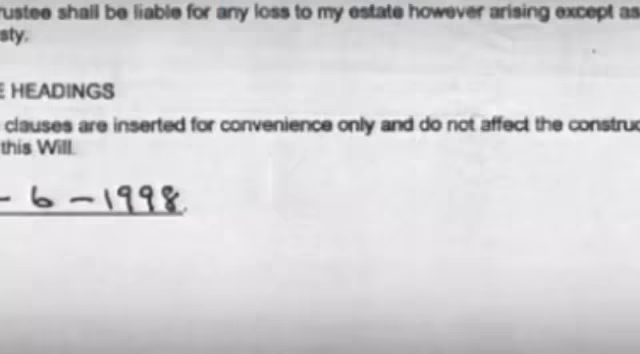 rustee shall be liable for any loss to my estate however arising except as
sty.
E HEADINGS
clauses are inserted for convenience only and do not affect the construc
this Will.
- 6 - 1998.